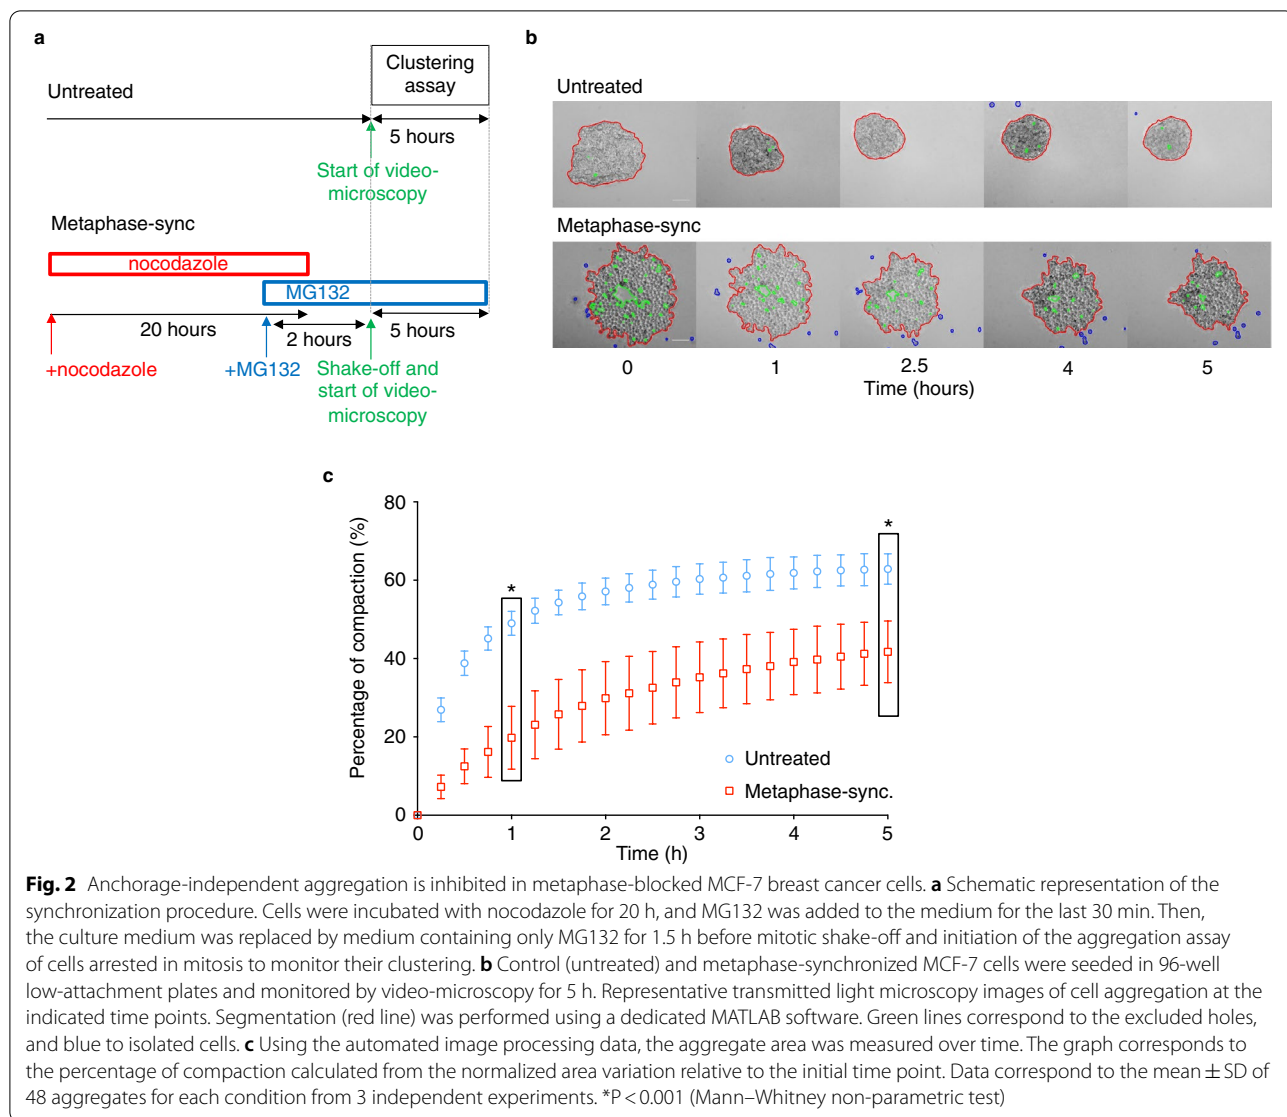 a
Untreated
Clustering
assay
5 hours
Start of video-
microscopy
Metaphase-sync
nocodazole
MG132
20 hours
2 hours
5 hours
+nocodazole
+MG132
Shake-off and
start of video-
microscopy
b
Untreated
Metaphase-sync
0 1 2.5 4 5
Time (hours)
c
Percentage of compaction (%)
80
60
40
20
0
*
*
Untreated
Metaphase-sync.
0 1 2 3 4 5
Time (h)
Fig. 2 Anchorage-independent aggregation is inhibited in metaphase-blocked MCF-7 breast cancer cells. a Schematic representation of the
synchronization procedure. Cells were incubated with nocodazole for 20 h, and MG132 was added to the medium for the last 30 min. Then,
the culture medium was replaced by medium containing only MG132 for 1.5 h before mitotic shake-off and initiation of the aggregation assay
of cells arrested in mitosis to monitor their clustering. b Control (untreated) and metaphase-synchronized MCF-7 cells were seeded in 96-well
low-attachment plates and monitored by video-microscopy for 5 h. Representative transmitted light microscopy images of cell aggregation at the
indicated time points. Segmentation (red line) was performed using a dedicated MATLAB software. Green lines correspond to the excluded holes,
and blue to isolated cells. c Using the automated image processing data, the aggregate area was measured over time. The graph corresponds to
the percentage of compaction calculated from the normalized area variation relative to the initial time point. Data correspond to the mean ± SD of
48 aggregates for each condition from 3 independent experiments. *P < 0.001 (Mann–Whitney non-parametric test)